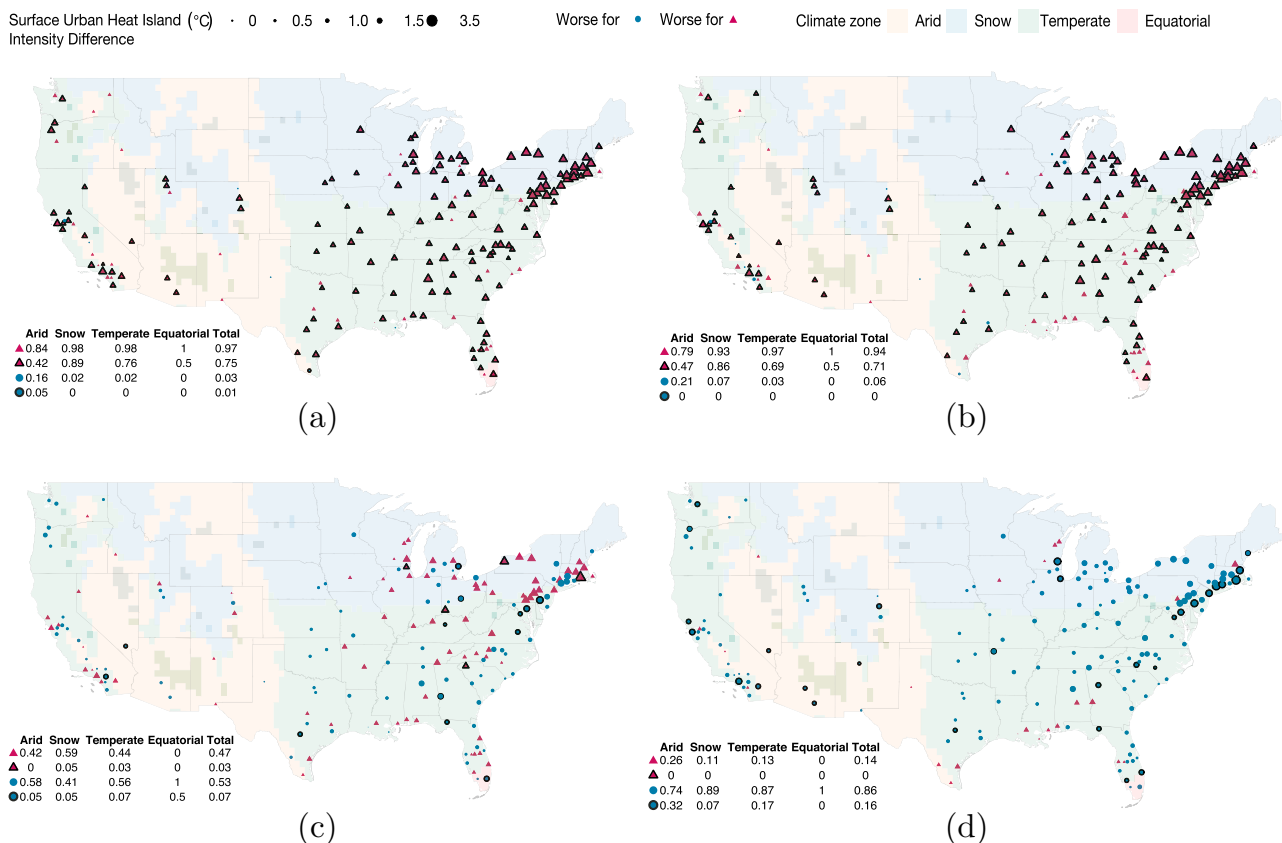 Surface Urban Heat Island (°C) 0 0.5 1.0 1.5 3.5 Worse for Worse for Climate zone Arid Snow Temperate Equatorial
Intensity Difference
Arid Snow Temperate Equatorial Total
0.84 0.98 0.98 1 0.97
0.42 0.89 0.76 0.5 0.75
0.16 0.02 0.02 0 0.03
0.05 0 0 0 0.01
(a)
Arid Snow Temperate Equatorial Total
0.79 0.93 0.97 1 0.94
0.47 0.86 0.69 0.5 0.71
0.21 0.07 0.03 0 0.06
0 0 0 0 0
(b)
Arid Snow Temperate Equatorial Total
0.42 0.59 0.44 0 0.47
0 0.05 0.03 0 0.03
0.58 0.41 0.56 1 0.53
0.05 0.05 0.07 0.5 0.07
(c)
Arid Snow Temperate Equatorial Total
0.26 0.11 0.13 0 0.14
0 0 0 0 0
0.74 0.89 0.87 1 0.86
0.32 0.07 0.17 0 0.16
(d)